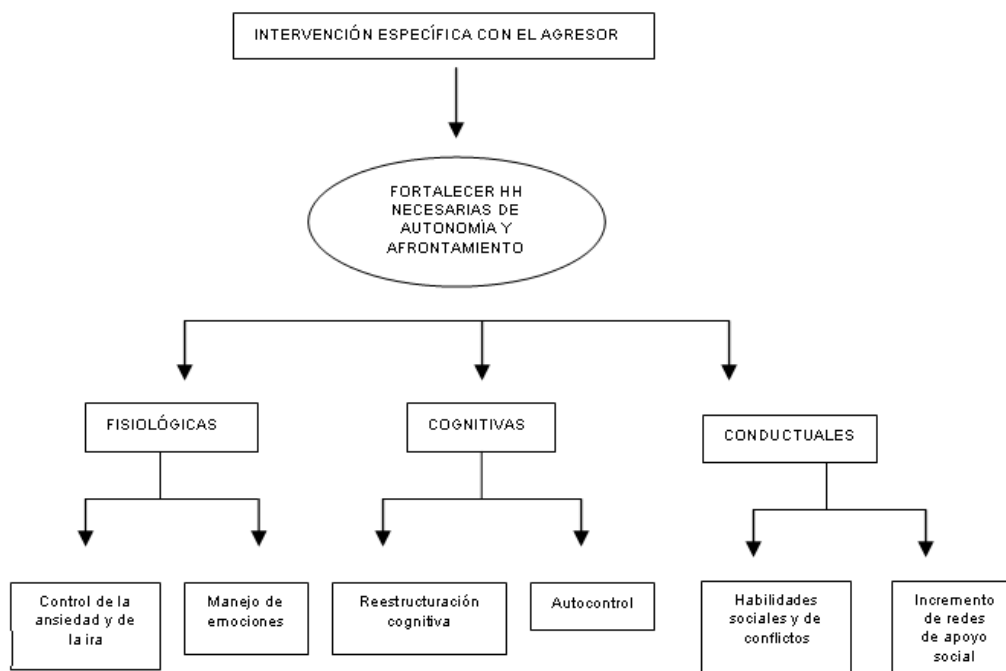 INTERVENCIÓN ESPECÍFICA CON EL AGRESOR
FORTALECER HH
NECESARIAS DE
AUTONOMÍA Y
AFRONTAMIENTO
FISIOLÓGICAS
COGNITIVAS
CONDUCTUALES
Control de la
ansiedad y de
la ira
Manejo de
emociones
Reestructuración
cognitiva
Autocontrol
Habilidades
sociales y de
conflictos
Incremento
de redes
de apoyo
social